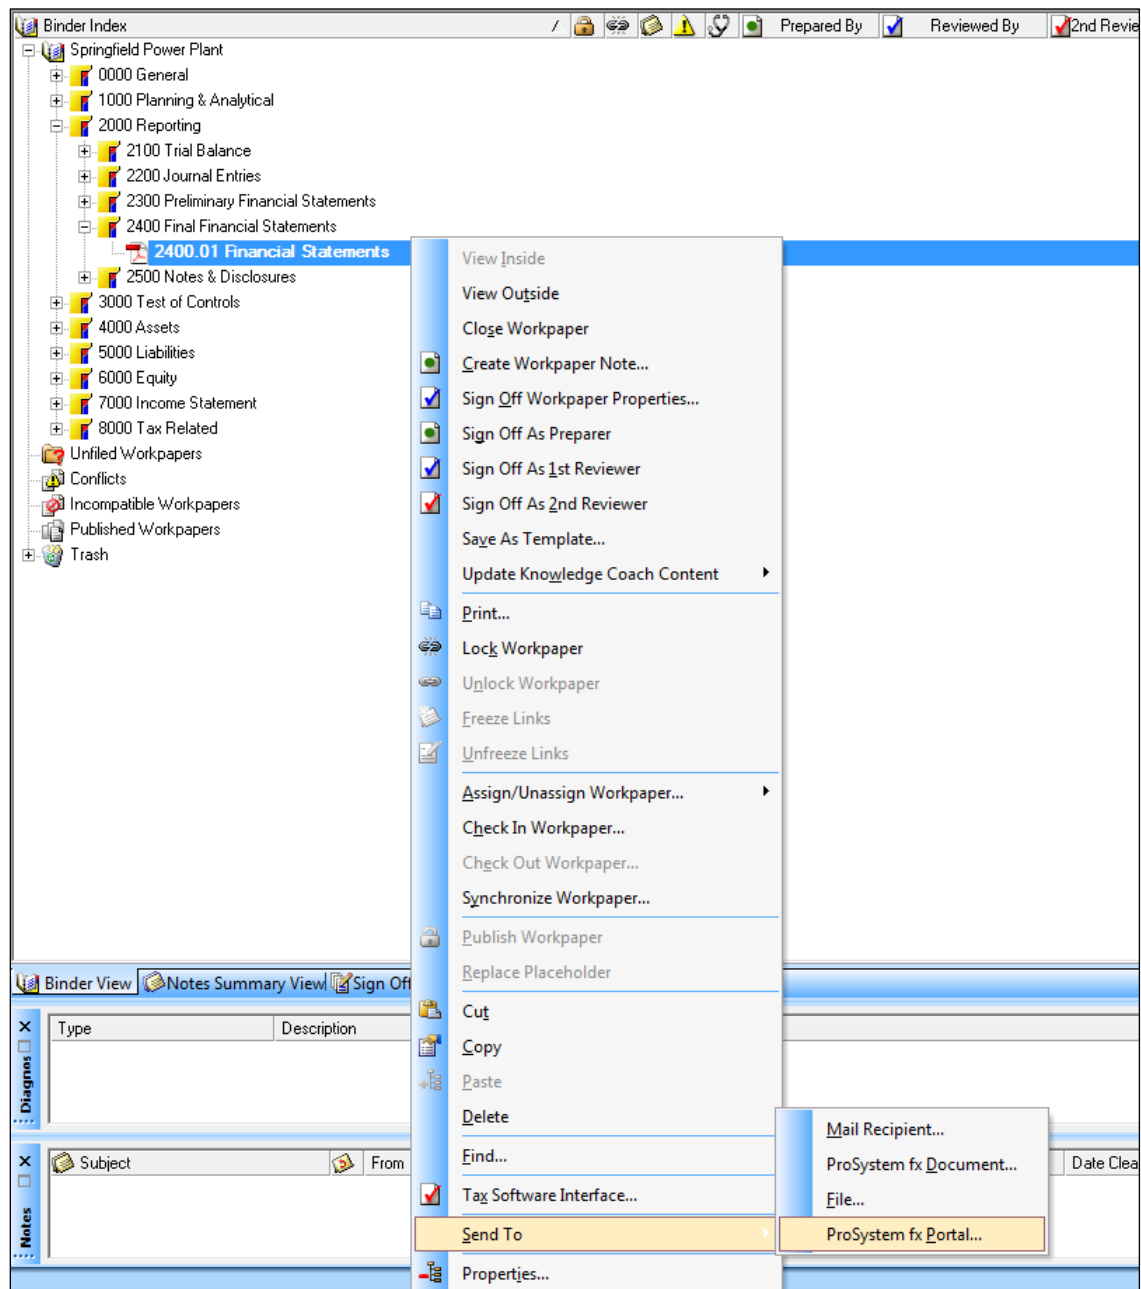 Binder Index / Prepared By Reviewed By 2nd Revie
Springfield Power Plant
0000 General
1000 Planning & Analytical
2000 Reporting
2100 Trial Balance
2200 Journal Entries
2300 Preliminary Financial Statements
2400 Final Financial Statements
2400.01 Financial Statements
2500 Notes & Disclosures
3000 Test of Controls
4000 Assets
5000 Liabilities
6000 Equity
7000 Income Statement
8000 Tax Related
Unfiled Workpapers
Conflicts
Incompatible Workpapers
Published Workpapers
Trash
View Inside
View Outside
Close Workpaper
Create Workpaper Note...
Sign Off Workpaper Properties...
Sign Off As Preparer
Sign Off As 1st Reviewer
Sign Off As 2nd Reviewer
Save As Template...
Update Knowledge Coach Content
Print...
Lock Workpaper
Unlock Workpaper
Freeze Links
Unfreeze Links
Assign/Unassign Workpaper...
Check In Workpaper...
Check Out Workpaper...
Synchronize Workpaper...
Publish Workpaper
Replace Placeholder
Cut
Copy
Paste
Delete
Find...
Tax Software Interface...
Send To
Properties...
Mail Recipient...
ProSystem fx Document...
File...
ProSystem fx Portal...
Binder View Notes Summary View Sign Off
Type Description
Diagnos
Subject From Date Clea
Notes